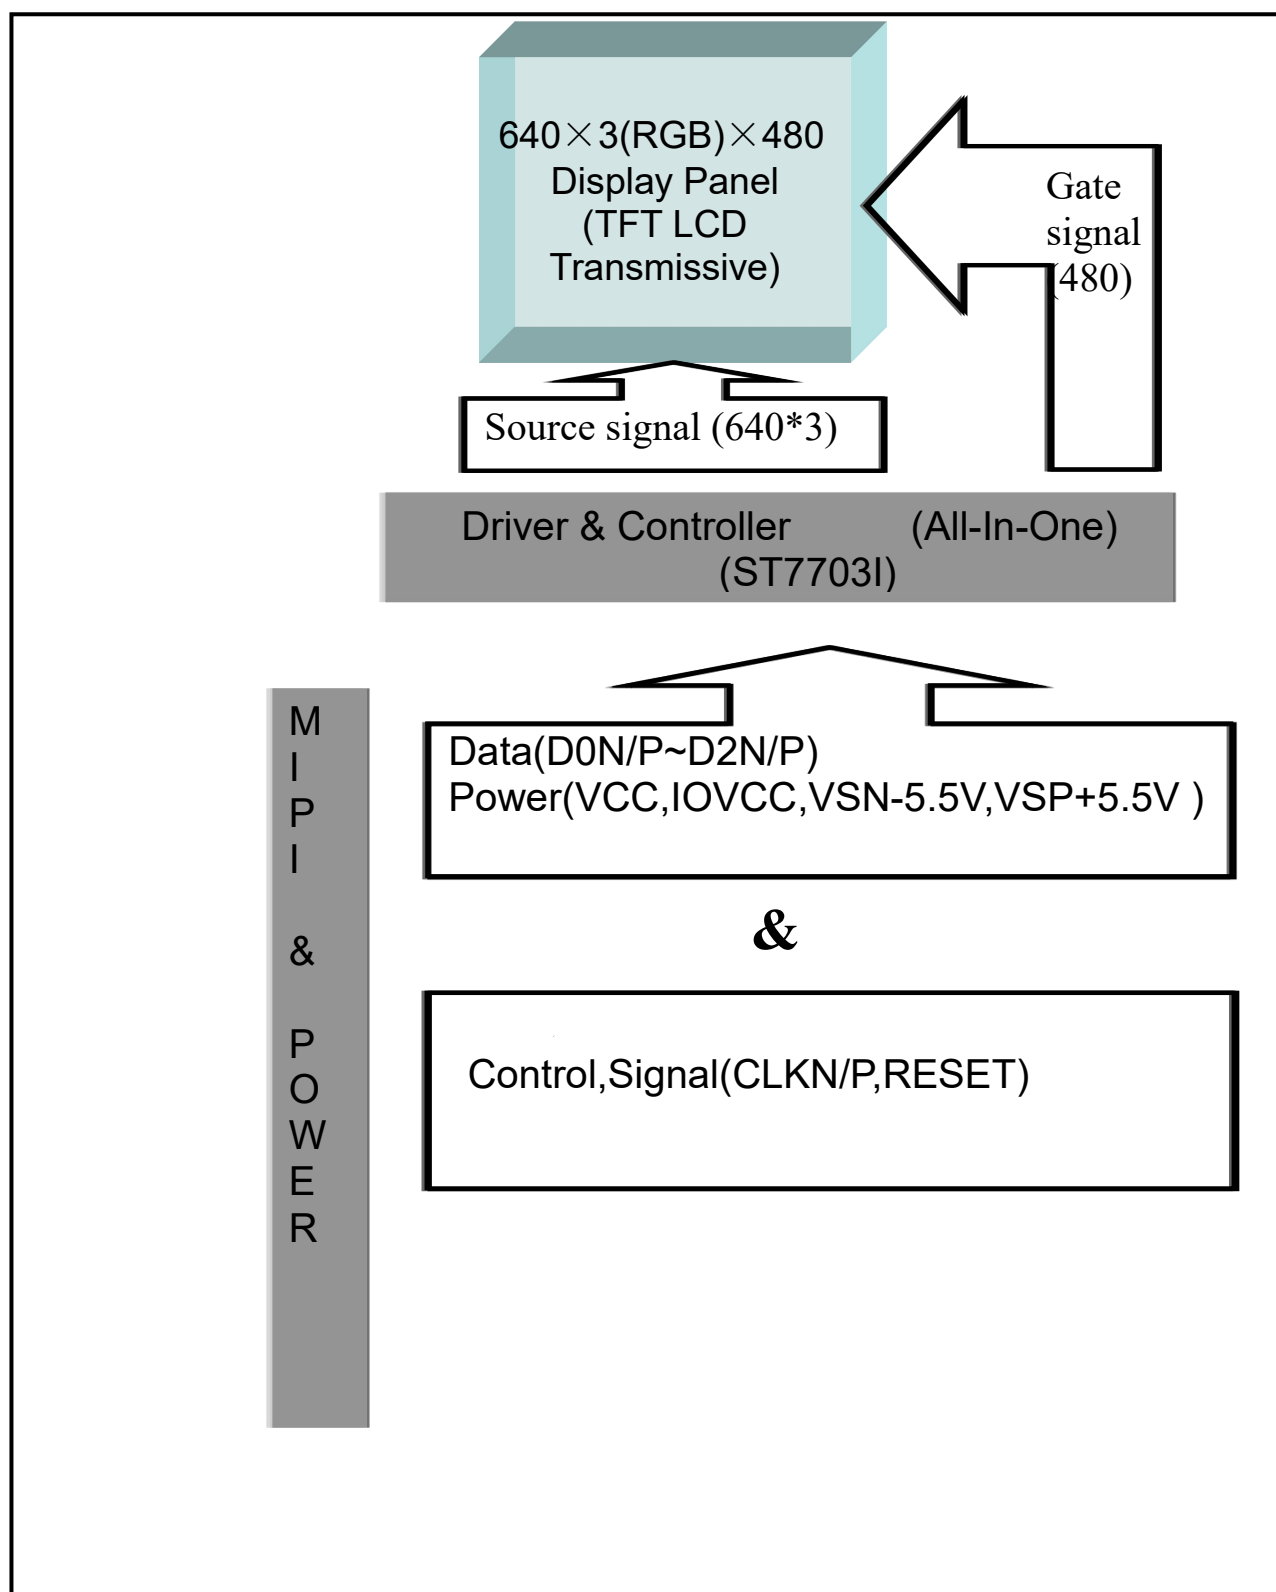 640×3(RGB)×480
Display Panel
(TFT LCD
Transmissive)
Gate
signal
(480)
Source signal (640*3)
Driver & Controller (All-In-One)
(ST7703I)
M
I
P
I
&
P
O
W
E
R
Data(D0N/P~D2N/P)
Power(VCC,IOVCC,VSN-5.5V,VSP+5.5V )
&
Control,Signal(CLKN/P,RESET)